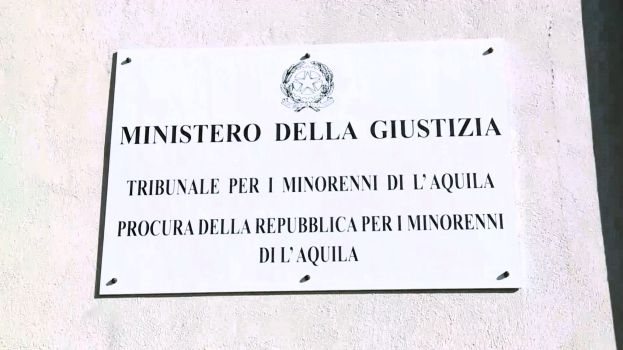 MINISTERO DELLA GIUSTIZIA
TRIBUNALE PER I MINORENNI DI L'AQUILA
PROCURA DELLA REPUBBLICA PER I MINORENNI
DI L'AQUILA